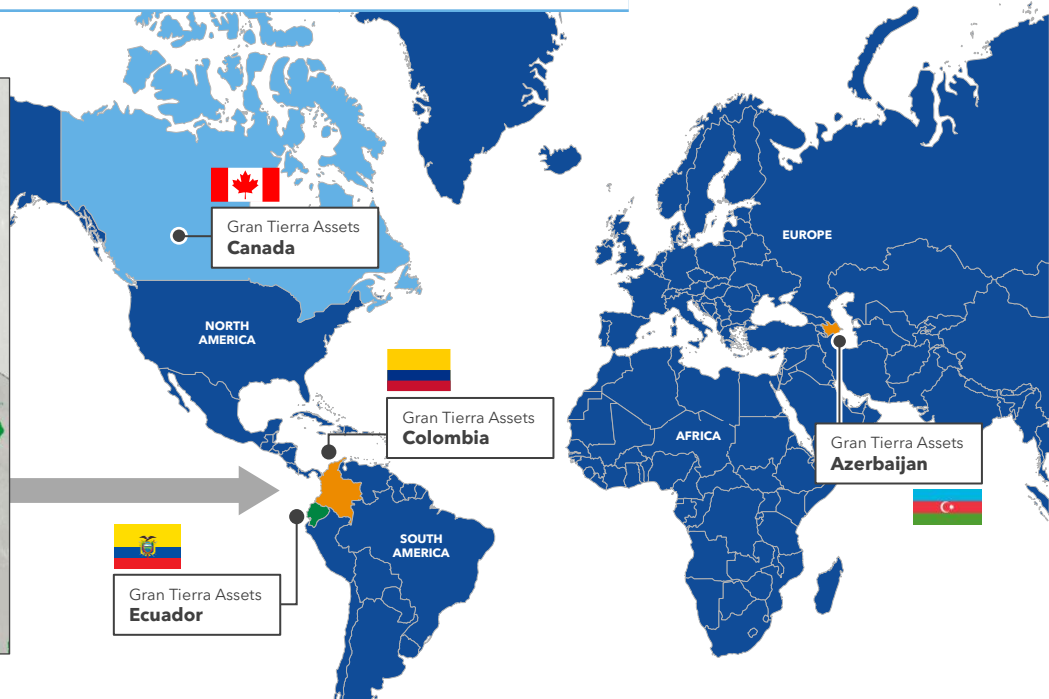 Gran Tierra Assets
Canada
EUROPE
NORTH
AMERICA
Gran Tierra Assets
Colombia
AFRICA
Gran Tierra Assets
Azerbaijan
SOUTH
AMERICA
Gran Tierra Assets
Ecuador